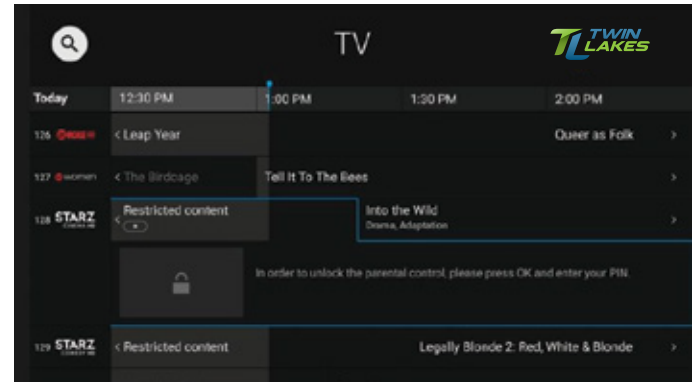 TV
TWIN
LAKES
Today 12:30 PM 1:00 PM 1:30 PM 2:00 PM
126 < Leap Year Queer as Folk >
127 women < The Birdcage Tell It To The Bees >
128 STARZ < Restricted content Into the Wild >
Drama, Adaptation
In order to unlock the parental control, please press OK and enter your PIN.
129 STARZ < Restricted content Legally Blonde 2: Red, White & Blonde >